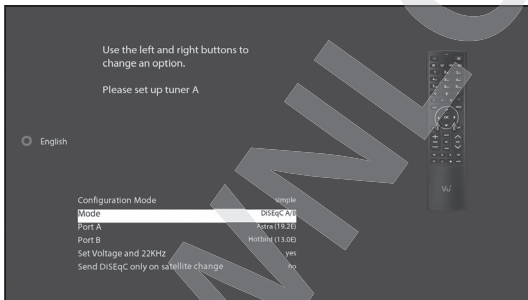 Use the left and right buttons to
change an option.
Please set up tuner A
English
Configuration Mode simple
Mode DiSEqC A/B
Port A Astra (19.2E)
Port B Hotbird (13.0E)
Set Voltage and 22KHz yes
Send DiSEqC only on satellite change no
OK
Vu+